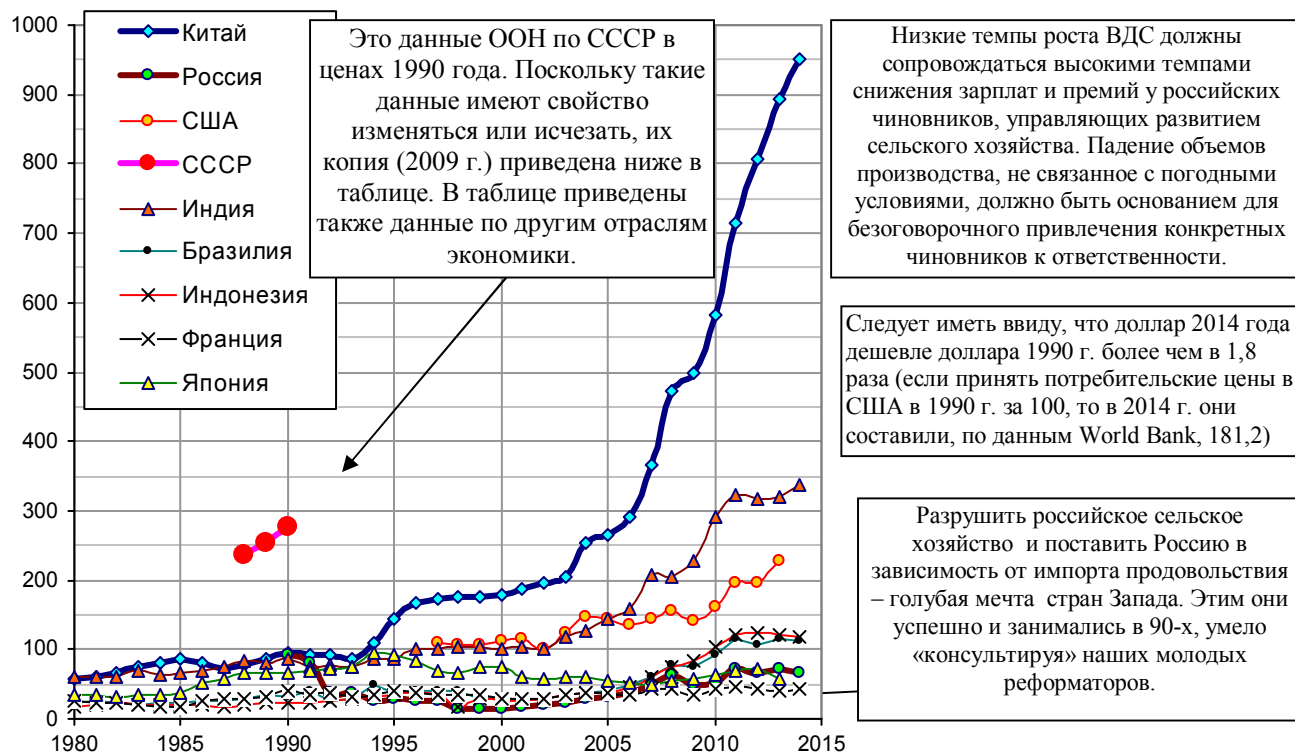 1000
900
800
700
600
500
400
300
200
100
0
1980
1985
1990
1995
2000
2005
2010
2015
Китай
Россия
США
СССР
Индия
Бразилия
Индонезия
Франция
Япония
Это данные ООН по СССР в
ценах 1990 года. Поскольку такие
данные имеют свойство
изменяться или исчезать, их
копия (2009 г.) приведена ниже в
таблице. В таблице приведены
также данные по другим отраслям
экономики.
Низкие темпы роста ВДС должны
сопровождаться высокими темпами
снижения зарплат и премий у российских
чиновников, управляющих развитием
сельского хозяйства. Падение объемов
производства, не связанное с погодными
условиями, должно быть основанием для
безоговорочного привлечения конкретных
чиновников к ответственности.
Следует иметь ввиду, что доллар 2014 года
дешевле доллара 1990 г. более чем в 1,8
раза (если принять потребительские цены в
США в 1990 г. за 100, то в 2014 г. они
составили, по данным World Bank, 181,2)
Разрушить российское сельское
хозяйство и поставить Россию в
зависимость от импорта продовольствия
– голубая мечта стран Запада. Этим они
успешно и занимались в 90-х, умело
«консультируя» наших молодых
реформаторов.